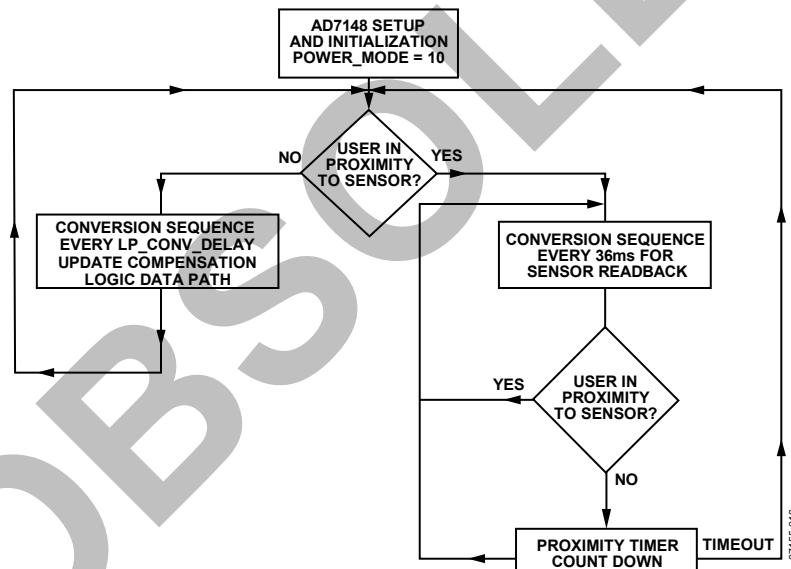 AD7148 SETUP
AND INITIALIZATION
POWER_MODE = 10
NO
USER IN
PROXIMITY
TO SENSOR?
YES
CONVERSION SEQUENCE
EVERY LP_CONV_DELAY
UPDATE COMPENSATION
LOGIC DATA PATH
CONVERSION SEQUENCE
EVERY 36ms FOR
SENSOR READBACK
YES
USER IN
PROXIMITY
TO SENSOR?
NO
PROXIMITY TIMER
COUNT DOWN
TIMEOUT
OBSOLE